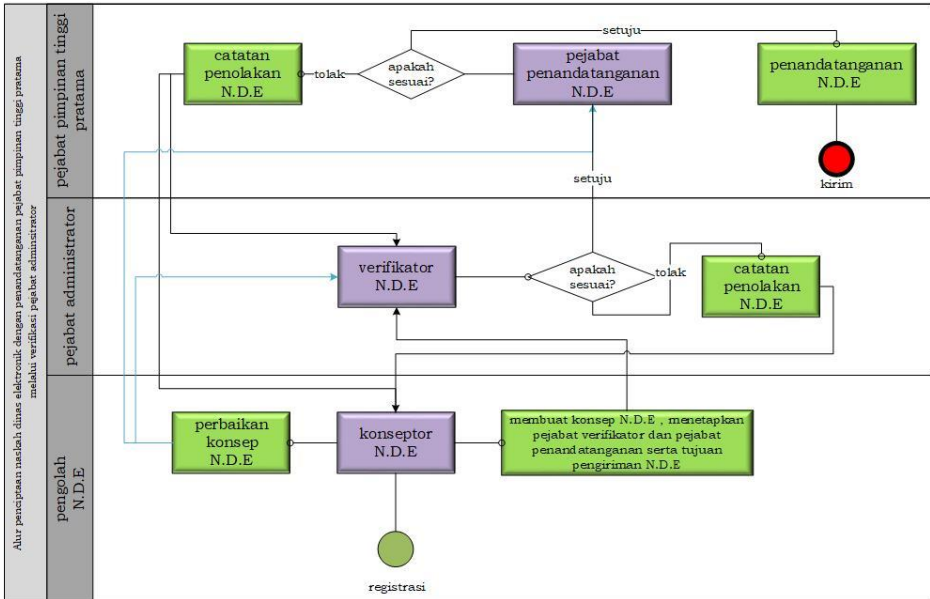 Alur penciptaan naskah dinas elektronik dengan penandatanganan pejabat pimpinan tinggi pratama
melalui verifikasi pejabat adminsitrator
pejabat pimpinan tinggi
pratama
catatan
penolakan
N.D.E
tolak
apakah
sesuai?
setuju
pejabat
penandatanganan
N.D.E
penandatanganan
N.D.E
kirim
setuju
pejabat administrator
verifikator
N.D.E
apakah
sesuai?
tolak
catatan
penolakan
N.D.E
pengolah
N.D.E
perbaikan
konsep
N.D.E
konseptor
N.D.E
membuat konsep N.D.E , menetapkan
pejabat verifikator dan pejabat
penandatanganan serta tujuan
pengiriman N.D.E
registrasi